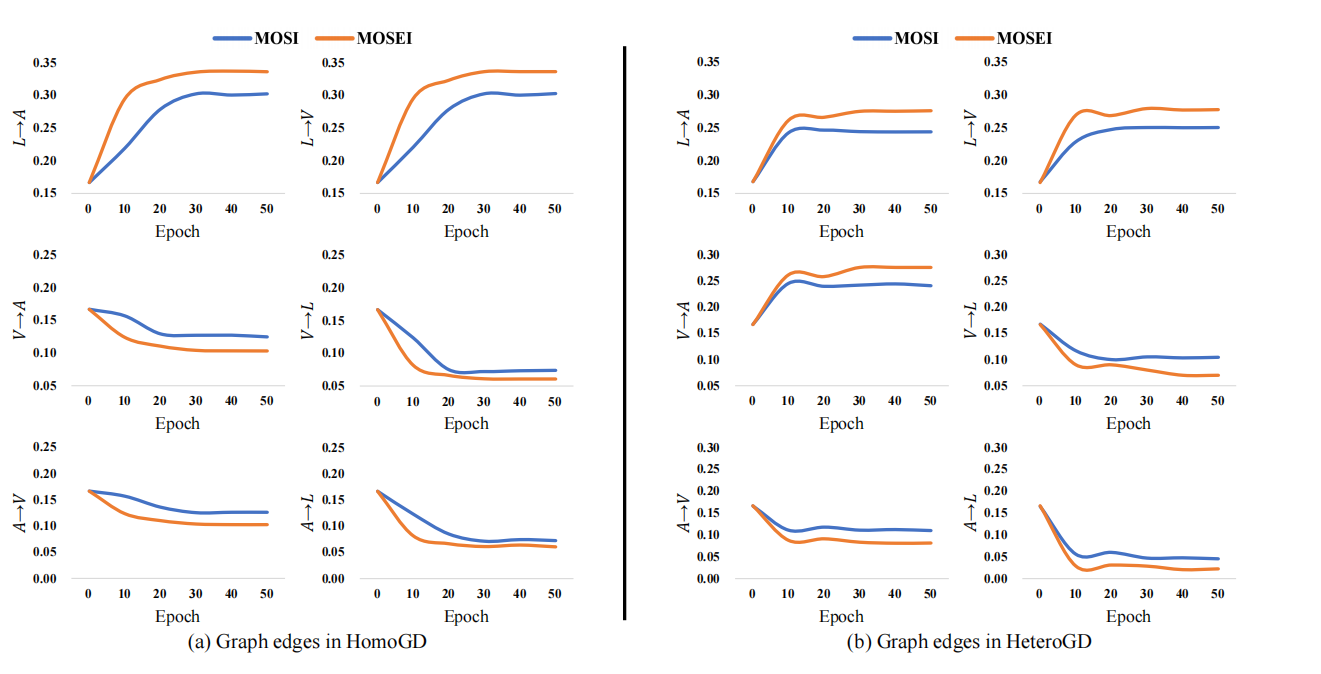 MOSI MOSEI
MOSI MOSEI
0.35
0.30
0.25
0.20
0.15
L→A
0 10 20 30 40 50
Epoch
0.35
0.30
0.25
0.20
0.15
L→V
0 10 20 30 40 50
Epoch
0.25
0.20
0.15
0.10
0.05
V→A
0 10 20 30 40 50
Epoch
0.25
0.20
0.15
0.10
0.05
V→L
0 10 20 30 40 50
Epoch
0.25
0.20
0.15
0.10
0.05
0.00
A→V
0 10 20 30 40 50
Epoch
0.25
0.20
0.15
0.10
0.05
0.00
A→L
0 10 20 30 40 50
Epoch
(a) Graph edges in HomoGD
0.35
0.30
0.25
0.20
0.15
L→A
0 10 20 30 40 50
Epoch
0.35
0.30
0.25
0.20
0.15
L→V
0 10 20 30 40 50
Epoch
0.30
0.25
0.20
0.15
0.10
0.05
V→A
0 10 20 30 40 50
Epoch
0.30
0.25
0.20
0.15
0.10
0.05
V→L
0 10 20 30 40 50
Epoch
0.30
0.25
0.20
0.15
0.10
0.05
0.00
A→V
0 10 20 30 40 50
Epoch
0.30
0.25
0.20
0.15
0.10
0.05
0.00
A→L
0 10 20 30 40 50
Epoch
(b) Graph edges in HeteroGD